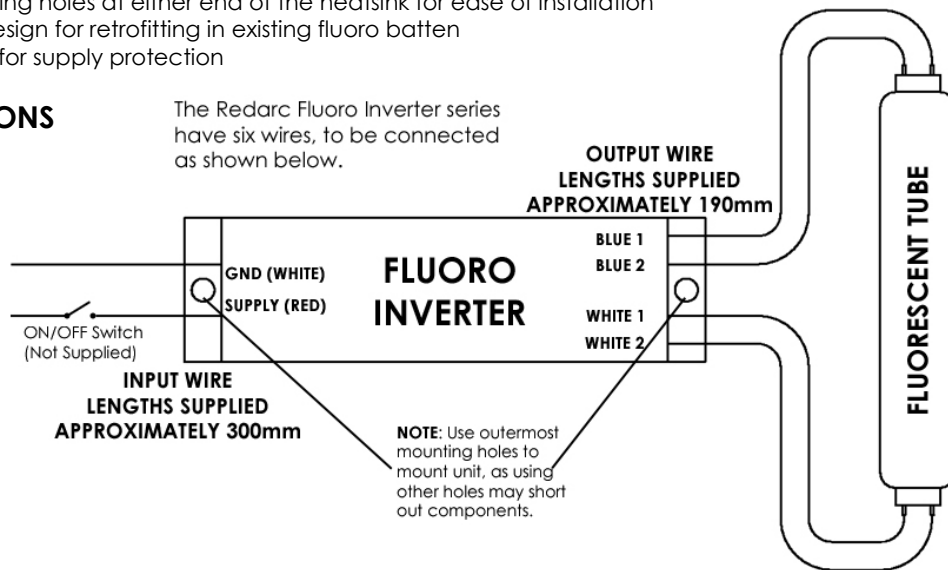 ing holes at either end of the heatsink for ease of installation
esign for retrofitting in existing fluoro batten
for supply protection
ONS
The Redarc Fluoro Inverter series
have six wires, to be connected
as shown below.
OUTPUT WIRE
LENGTHS SUPPLIED
APPROXIMATELY 190mm
BLUE 1
BLUE 2
WHITE 1
WHITE 2
FLUORO
INVERTER
GND (WHITE)
SUPPLY (RED)
ON/OFF Switch
(Not Supplied)
INPUT WIRE
LENGTHS SUPPLIED
APPROXIMATELY 300mm
NOTE: Use outermost
mounting holes to
mount unit, as using
other holes may short
out components.
FLUORESCENT TUBE